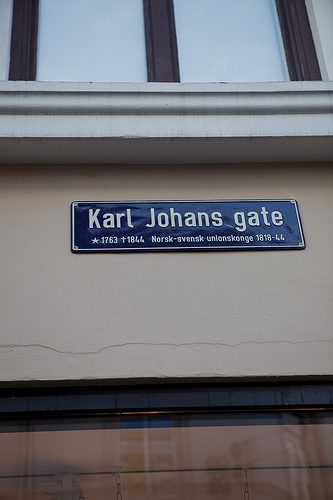 Karl Johans gate
★ 1763 † 1844 Norsk-svensk unionskonge 1818-44